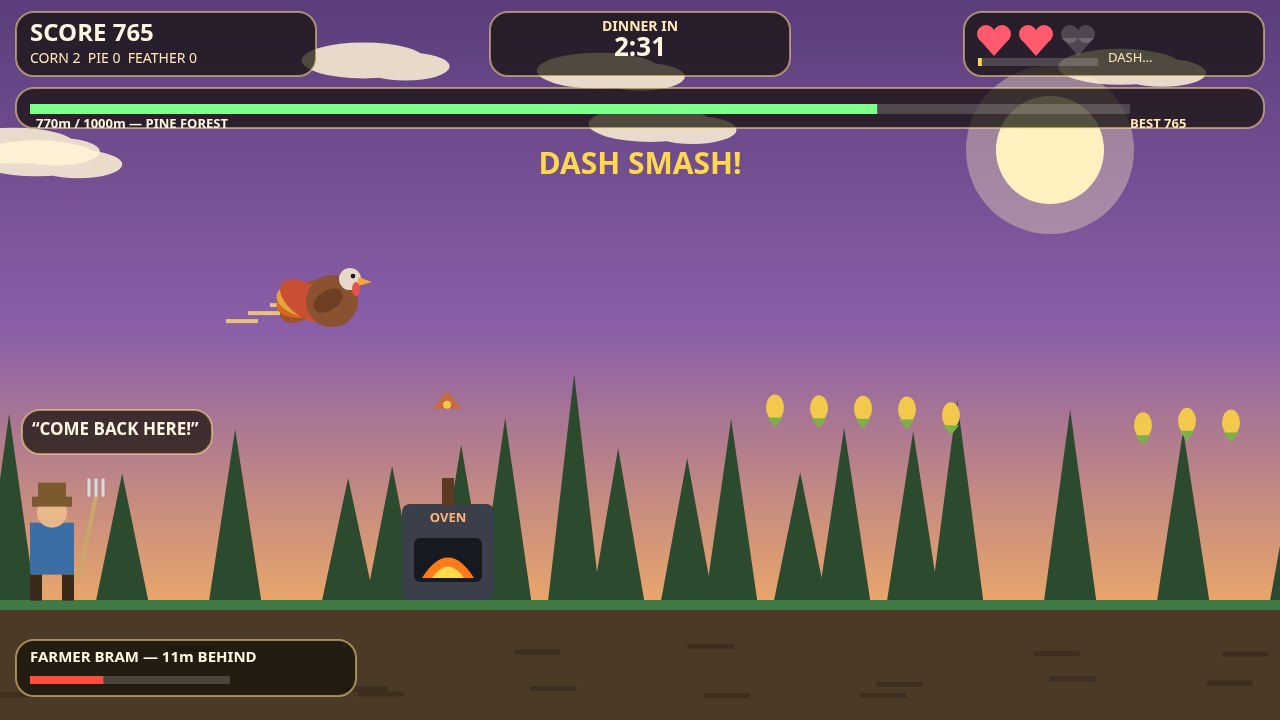 SCORE 765
CORN 2 PIE 0 FEATHER 0
DINNER IN
2:31
DASH...
770m / 1000m — PINE FOREST
BEST 765
DASH SMASH!
“COME BACK HERE!”
OVEN
FARMER BRAM — 11m BEHIND